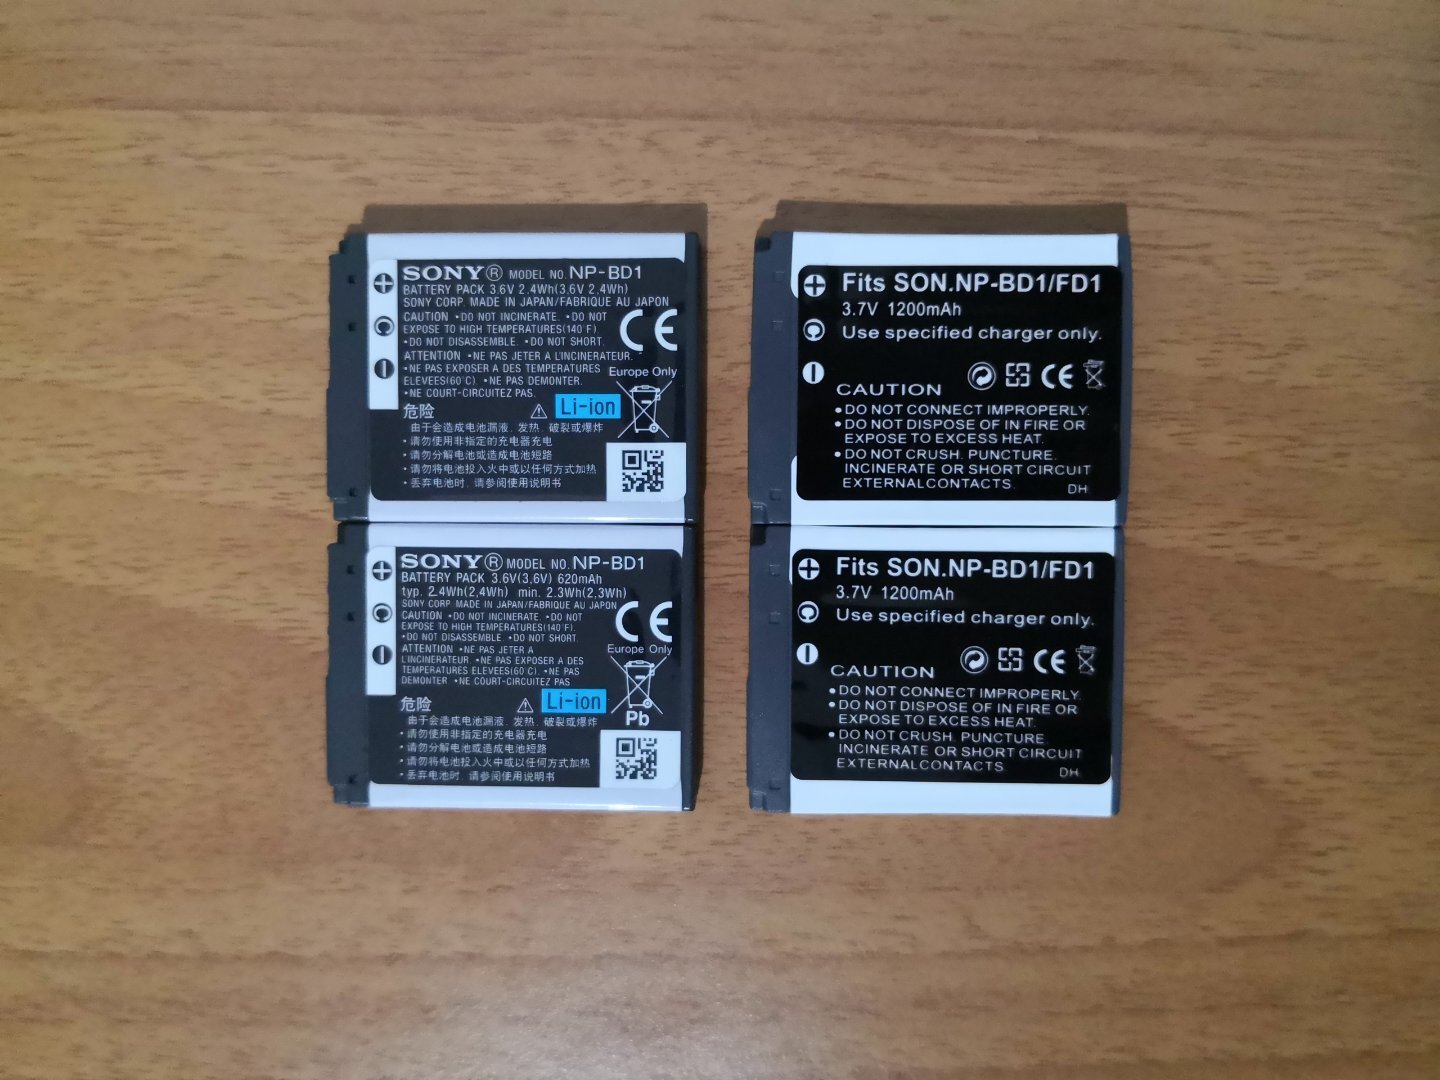 SONY® MODEL NO. NP-BD1
BATTERY PACK 3.6V 2.4Wh(3.6V 2.4Wh)
SONY CORP. MADE IN JAPAN/FABRIQUE AU JAPON
CAUTION •DO NOT INCINERATE. •DO NOT
EXPOSE TO HIGH TEMPERATURES(140°F).
•DO NOT DISASSEMBLE. •DO NOT SHORT.
ATTENTION •NE PAS JETER A L'INCINERATEUR.
•NE PAS EXPOSER A DES TEMPERATURES
ELEVEES(60°C). •NE PAS DEMONTER.
•NE COURT-CIRCUITEZ PAS.
CE
Europe Only
危险
Li-ion
由于会造成电池漏液、发热、破裂或爆炸
•请勿使用非指定的充电器充电
•请勿分解电池或造成电池短路
•请勿将电池投入火中或以任何方式加热
•丢弃电池时,请参阅使用说明书
SONY® MODEL NO. NP-BD1
BATTERY PACK 3.6V(3,6V) 620mAh
typ. 2.4Wh(2,4Wh) min. 2.3Wh(2,3Wh)
SONY CORP. MADE IN JAPAN/FABRIQUE AU JAPON
CAUTION •DO NOT INCINERATE. •DO NOT
EXPOSE TO HIGH TEMPERATURES(140°F).
•DO NOT DISASSEMBLE. •DO NOT SHORT.
ATTENTION •NE PAS JETER A
L'INCINERATEUR. •NE PAS EXPOSER A DES
TEMPERATURES ELEVEES(60°C). •NE PAS
DEMONTER •NE COURT-CIRCUITEZ PAS.
CE
Europe Only
Pb
危险
Li-ion
由于会造成电池漏液、发热、破裂或爆炸
•请勿使用非指定的充电器充电
•请勿分解电池或造成电池短路
•请勿将电池投入火中或以任何方式加热
•丢弃电池时,请参阅使用说明书
Fits SON.NP-BD1/FD1
3.7V 1200mAh
Use specified charger only.
CE
CAUTION
•DO NOT CONNECT IMPROPERLY.
•DO NOT DISPOSE OF IN FIRE OR
EXPOSE TO EXCESS HEAT.
•DO NOT CRUSH. PUNCTURE.
INCINERATE OR SHORT CIRCUIT
EXTERNALCONTACTS.
DH
Fits SON.NP-BD1/FD1
3.7V 1200mAh
Use specified charger only.
CE
CAUTION
•DO NOT CONNECT IMPROPERLY.
•DO NOT DISPOSE OF IN FIRE OR
EXPOSE TO EXCESS HEAT.
•DO NOT CRUSH. PUNCTURE.
INCINERATE OR SHORT CIRCUIT
EXTERNALCONTACTS.
DH